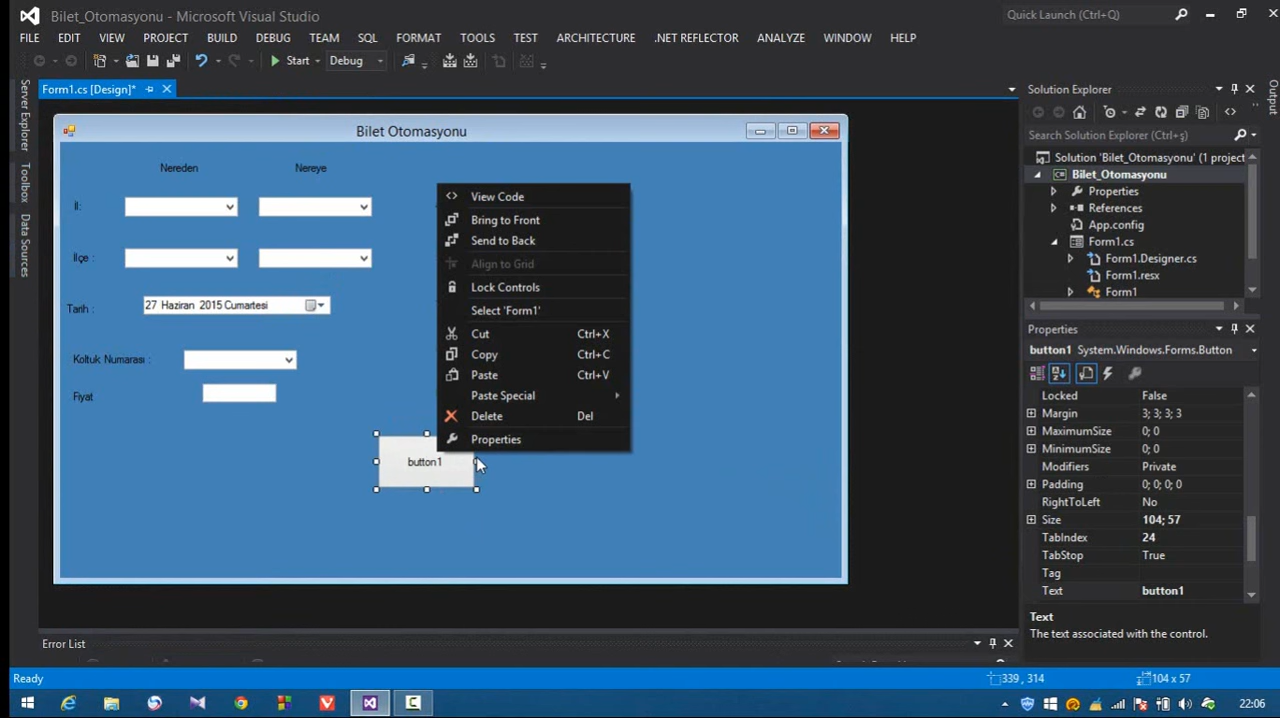 Bilet_Otomasyonu - Microsoft Visual Studio
Quick Launch (Ctrl+Q)
FILE EDIT VIEW PROJECT BUILD DEBUG TEAM SQL FORMAT TOOLS TEST ARCHITECTURE .NET REFLECTOR ANALYZE WINDOW HELP
Start Debug
Server Explorer
Toolbox
Data Sources
Form1.cs [Design]*
Bilet Otomasyonu
Nereden Nereye
İl:
İlçe :
Tarih : 27 Haziran 2015 Cumartesi
Koltuk Numarası :
Fiyat
button1
View Code
Bring to Front
Send to Back
Align to Grid
Lock Controls
Select 'Form1'
Cut Ctrl+X
Copy Ctrl+C
Paste Ctrl+V
Paste Special
Delete Del
Properties
Solution Explorer
Search Solution Explorer (Ctrl+ş)
Solution 'Bilet_Otomasyonu' (1 project
Bilet_Otomasyonu
Properties
References
App.config
Form1.cs
Form1.Designer.cs
Form1.resx
Form1
Properties
button1 System.Windows.Forms.Button
Locked False
Margin 3; 3; 3; 3
MaximumSize 0; 0
MinimumSize 0; 0
Modifiers Private
Padding 0; 0; 0; 0
RightToLeft No
Size 104; 57
TabIndex 24
TabStop True
Tag
Text button1
Text
The text associated with the control.
Output
Error List
Ready 339 , 314 104 x 57
22:06